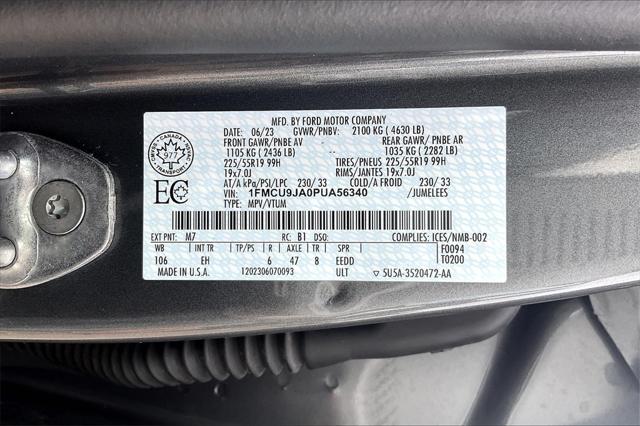 MFD. BY FORD MOTOR COMPANY
DATE: 06/23 GVWR/PNBV: 2100 KG ( 4630 LB)
FRONT GAWR/PNBE AV REAR GAWR/ PNBE AR
1105 KG ( 2436 LB) 1035 KG ( 2282 LB)
225/55R19 99H TIRES/PNEUS 225/55R19 99H
19x7.0J RIMS/JANTES 19x7.0J
AT/A kPa/PSI/LPC 230/ 33 COLD/A FROID 230/ 33
VIN: 1FMCU9JA0PUA56340 /JUMELEES
TYPE: MPV/VTUM
CANADA
977
TRANSPORT
EC
EXT PNT: M7 RC: B1 DSO: COMPLIES: ICES/NMB-002
WB INT TR TP/PS R AXLE TR SPR F0094
106 EH 6 47 8 EEDD T0200
MADE IN U.S.A. 1202306070093 ULT 5U5A-3520472-AA